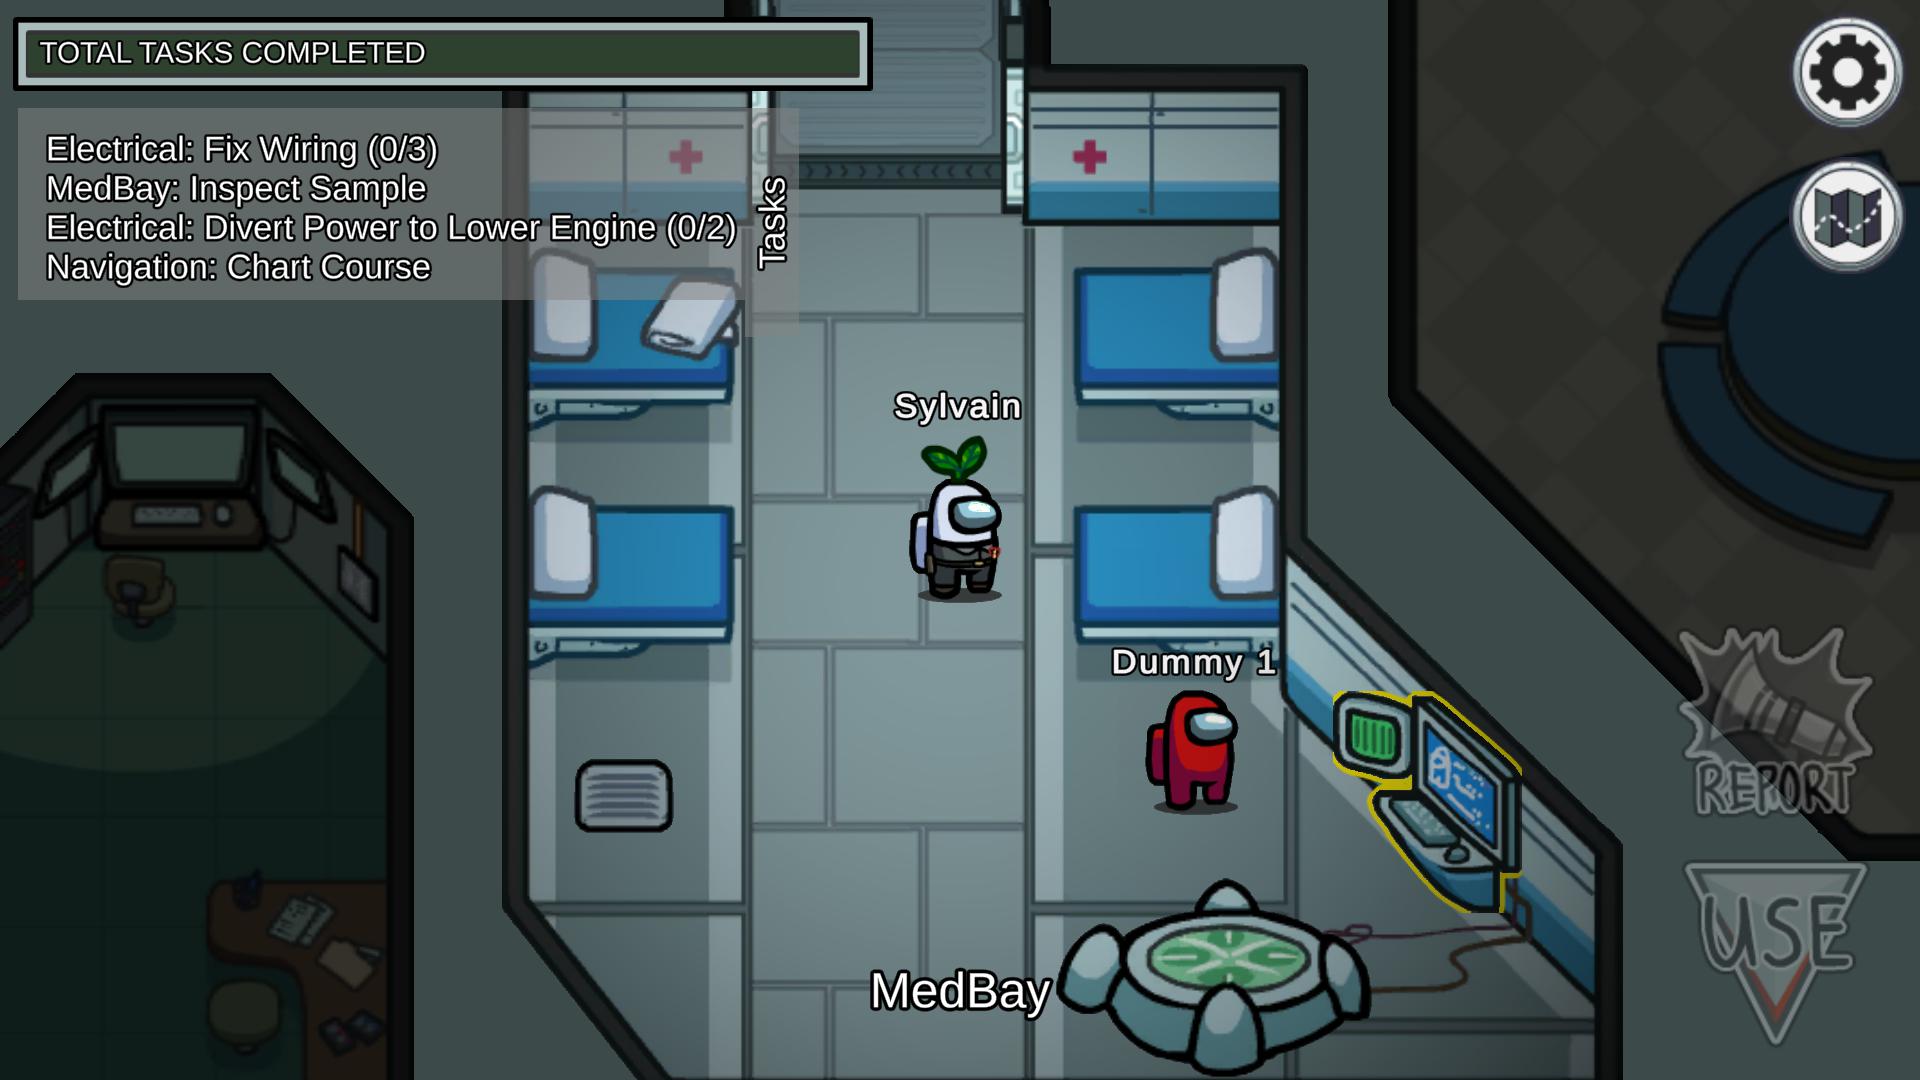 TOTAL TASKS COMPLETED
Electrical: Fix Wiring (0/3)
MedBay: Inspect Sample
Electrical: Divert Power to Lower Engine (0/2)
Navigation: Chart Course
Tasks
Sylvain
Dummy 1
REPORT
USE
MedBay